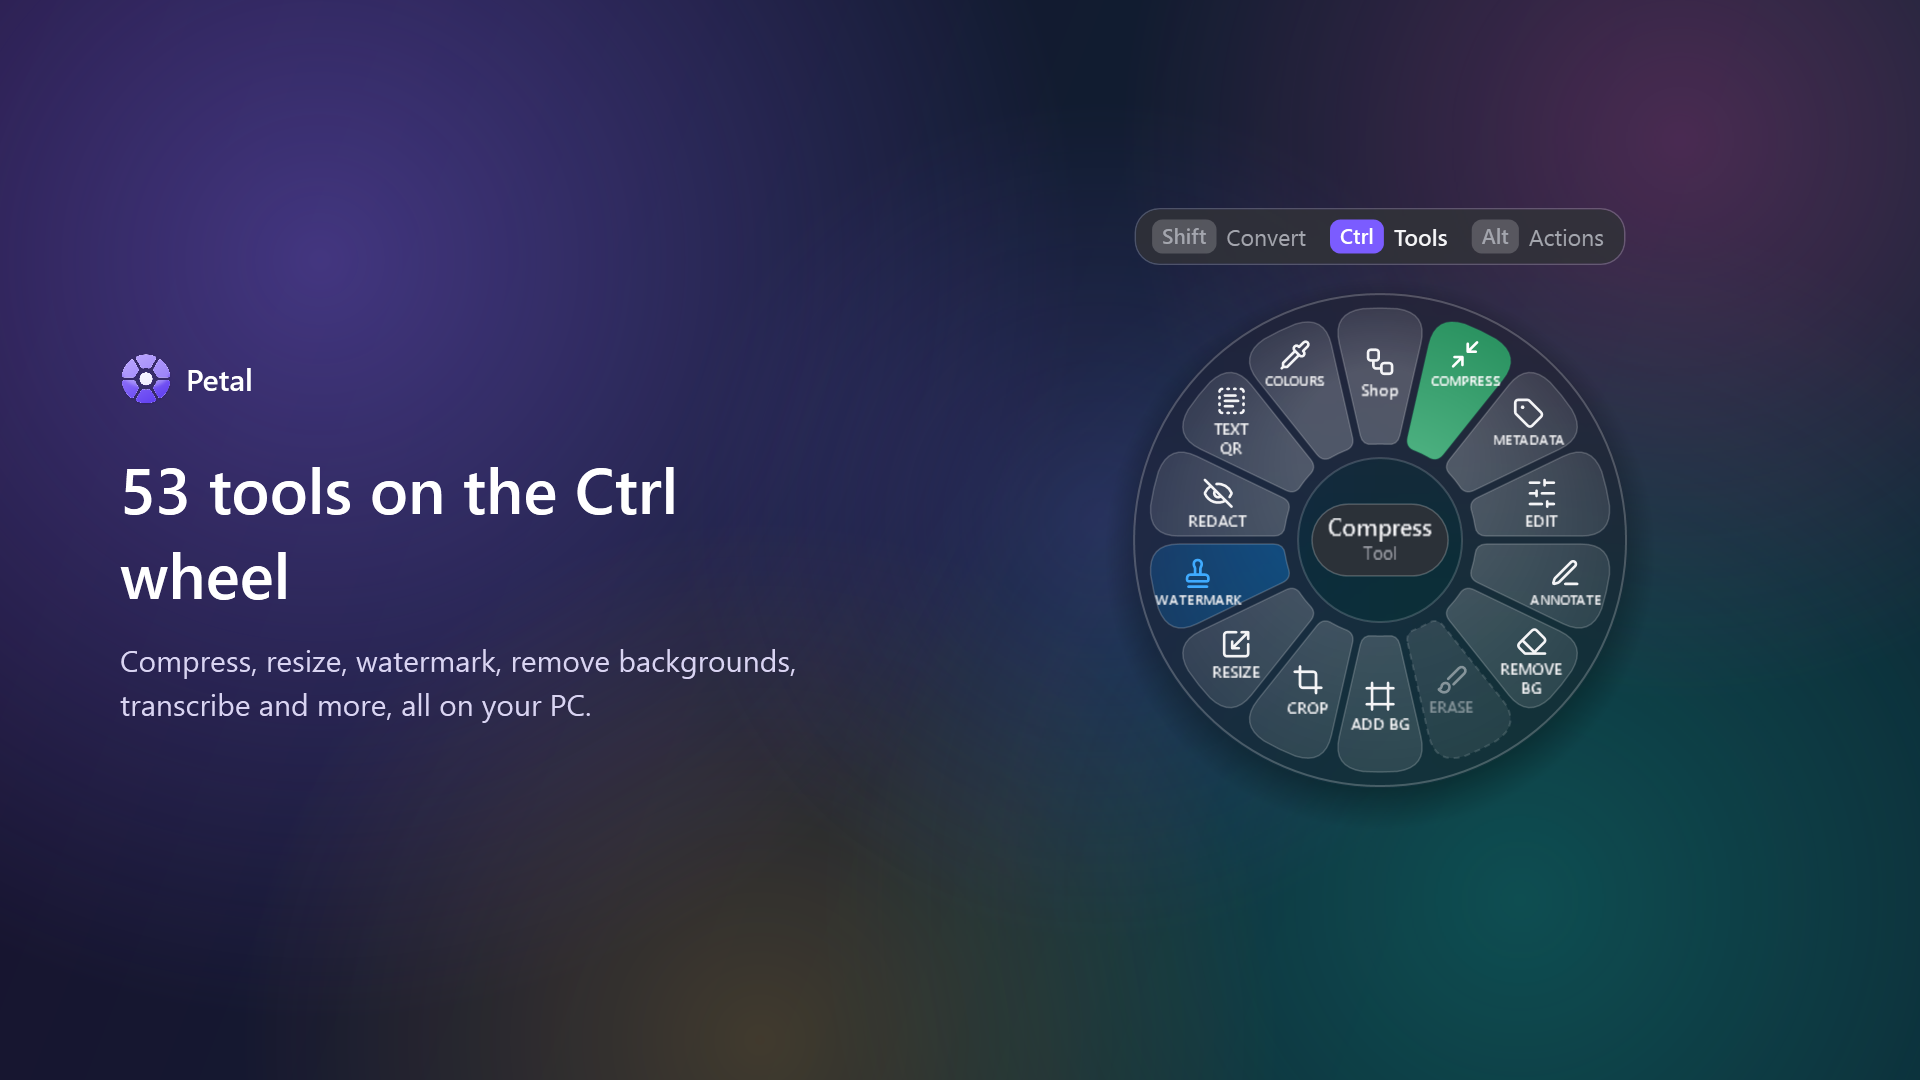 Petal
53 tools on the Ctrl
wheel
Compress, resize, watermark, remove backgrounds,
transcribe and more, all on your PC.
Shift Convert Ctrl Tools Alt Actions
Shop
COMPRESS
METADATA
EDIT
ANNOTATE
REMOVE
BG
ERASE
ADD BG
CROP
RESIZE
WATERMARK
REDACT
TEXT
QR
COLOURS
Compress
Tool